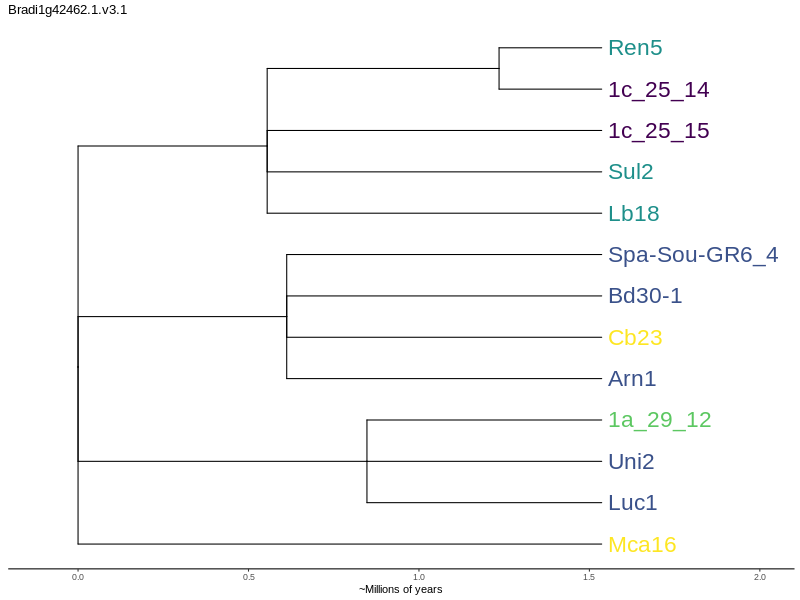 Bradi1g42462.1.v3.1
Ren5
1c_25_14
1c_25_15
Sul2
Lb18
Spa-Sou-GR6_4
Bd30-1
Cb23
Arn1
1a_29_12
Uni2
Luc1
Mca16
0.0 0.5 1.0 1.5 2.0
~Millions of years